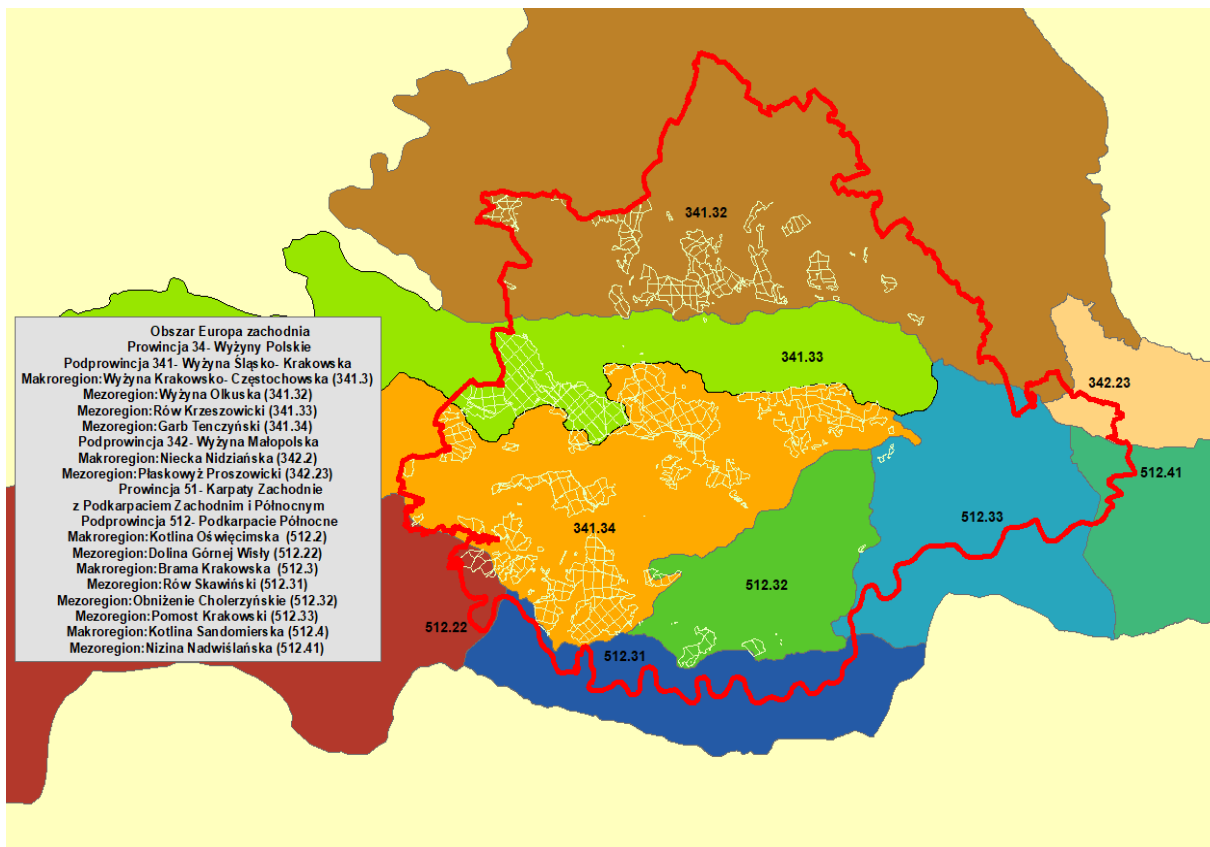 341.32
341.33
342.23
512.41
512.33
341.34
512.32
512.22
512.31
Obszar Europa zachodnia
Prowincja 34- Wyżyny Polskie
Podprowincja 341- Wyżyna Śląsko- Krakowska
Makroregion:Wyżyna Krakowsko- Częstochowska (341.3)
Mezoregion:Wyżyna Olkuska (341.32)
Mezoregion:Rów Krzeszowicki (341.33)
Mezoregion:Garb Tenczyński (341.34)
Podprowincja 342- Wyżyna Małopolska
Makroregion:Niecka Nidziańska (342.2)
Mezoregion:Płaskowyż Proszowicki (342.23)
Prowincja 51- Karpaty Zachodnie
z Podkarpaciem Zachodnim i Północnym
Podprowincja 512- Podkarpacie Północne
Makroregion:Kotlina Oświęcimska (512.2)
Mezoregion:Dolina Górnej Wisły (512.22)
Makroregion:Brama Krakowska (512.3)
Mezoregion:Rów Skawiński (512.31)
Mezoregion:Obniżenie Cholerzyńskie (512.32)
Mezoregion:Pomost Krakowski (512.33)
Makroregion:Kotlina Sandomierska (512.4)
Mezoregion:Nizina Nadwiślańska (512.41)